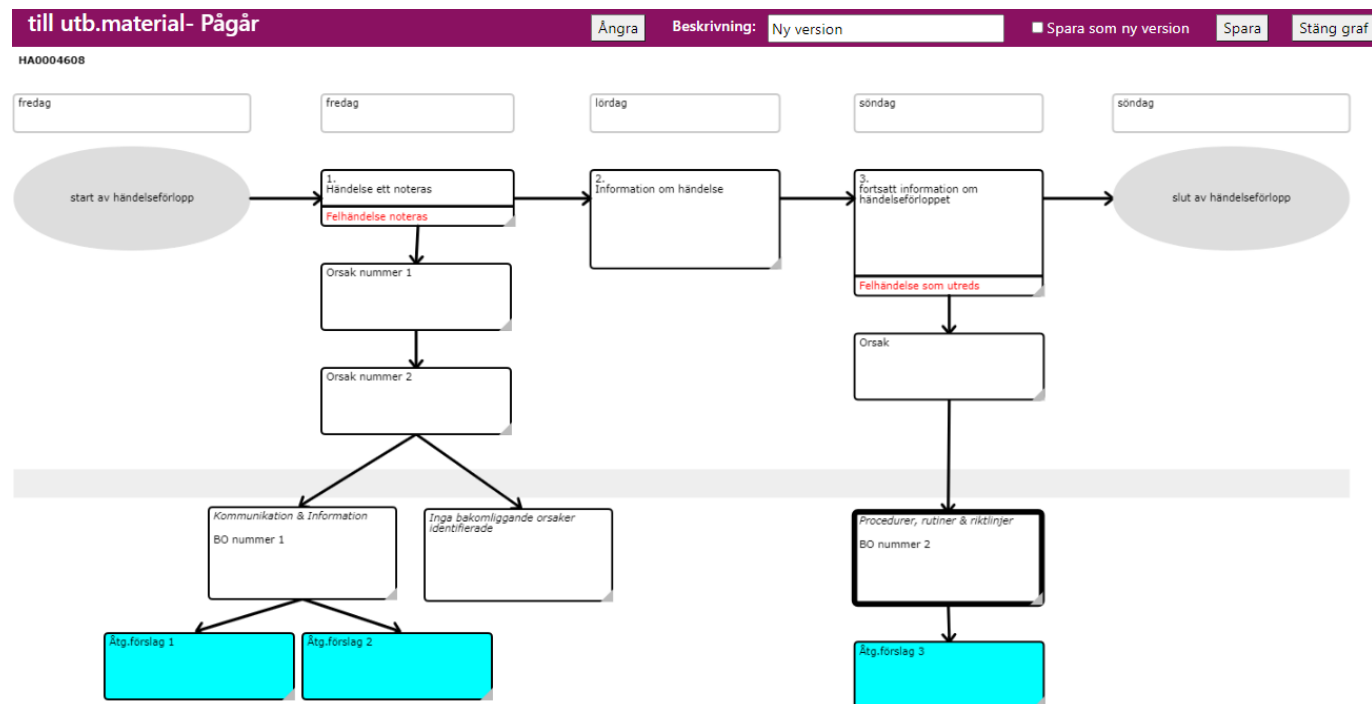 till utb.material- Pågår
Ångra
Beskrivning:
Ny version
Spara som ny version
Spara
Stäng graf
HA0004608
fredag
fredag
lördag
söndag
söndag
start av händelseförlopp
1.
Händelse ett noteras
Felhändelse noteras
2.
Information om händelse
3.
fortsatt information om
händelseförloppet
Felhändelse som utreds
slut av händelseförlopp
Orsak nummer 1
Orsak
Orsak nummer 2
Kommunikation & Information
BO nummer 1
Inga bakomliggande orsaker
identifierade
Procedurer, rutiner & riktlinjer
BO nummer 2
Åtg.förslag 1
Åtg.förslag 2
Åtg.förslag 3